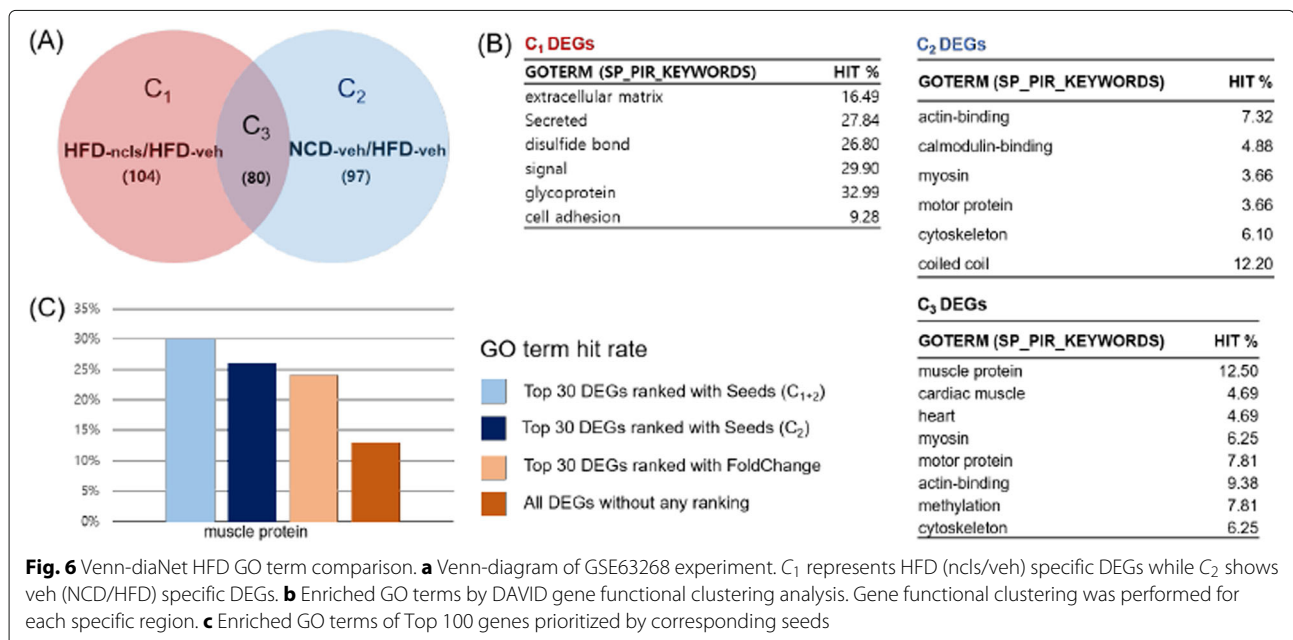 (A)
C1
C2
C3
HFD-ncls/HFD-veh
(104)
(80)
NCD-veh/HFD-veh
(97)
(B)
C1 DEGs
GOTERM (SP_PIR_KEYWORDS) HIT %
extracellular matrix 16.49
Secreted 27.84
disulfide bond 26.80
signal 29.90
glycoprotein 32.99
cell adhesion 9.28
C2 DEGs
GOTERM (SP_PIR_KEYWORDS) HIT %
actin-binding 7.32
calmodulin-binding 4.88
myosin 3.66
motor protein 3.66
cytoskeleton 6.10
coiled coil 12.20
C3 DEGs
GOTERM (SP_PIR_KEYWORDS) HIT %
muscle protein 12.50
cardiac muscle 4.69
heart 4.69
myosin 6.25
motor protein 7.81
actin-binding 9.38
methylation 7.81
cytoskeleton 6.25
(C)
35%
30%
25%
20%
15%
10%
5%
0%
muscle protein
GO term hit rate
Top 30 DEGs ranked with Seeds (C1+2)
Top 30 DEGs ranked with Seeds (C2)
Top 30 DEGs ranked with FoldChange
All DEGs without any ranking
Fig. 6 Venn-diaNet HFD GO term comparison. a Venn-diagram of GSE63268 experiment. C1 represents HFD (ncls/veh) specific DEGs while C2 shows
veh (NCD/HFD) specific DEGs. b Enriched GO terms by DAVID gene functional clustering analysis. Gene functional clustering was performed for
each specific region. c Enriched GO terms of Top 100 genes prioritized by corresponding seeds